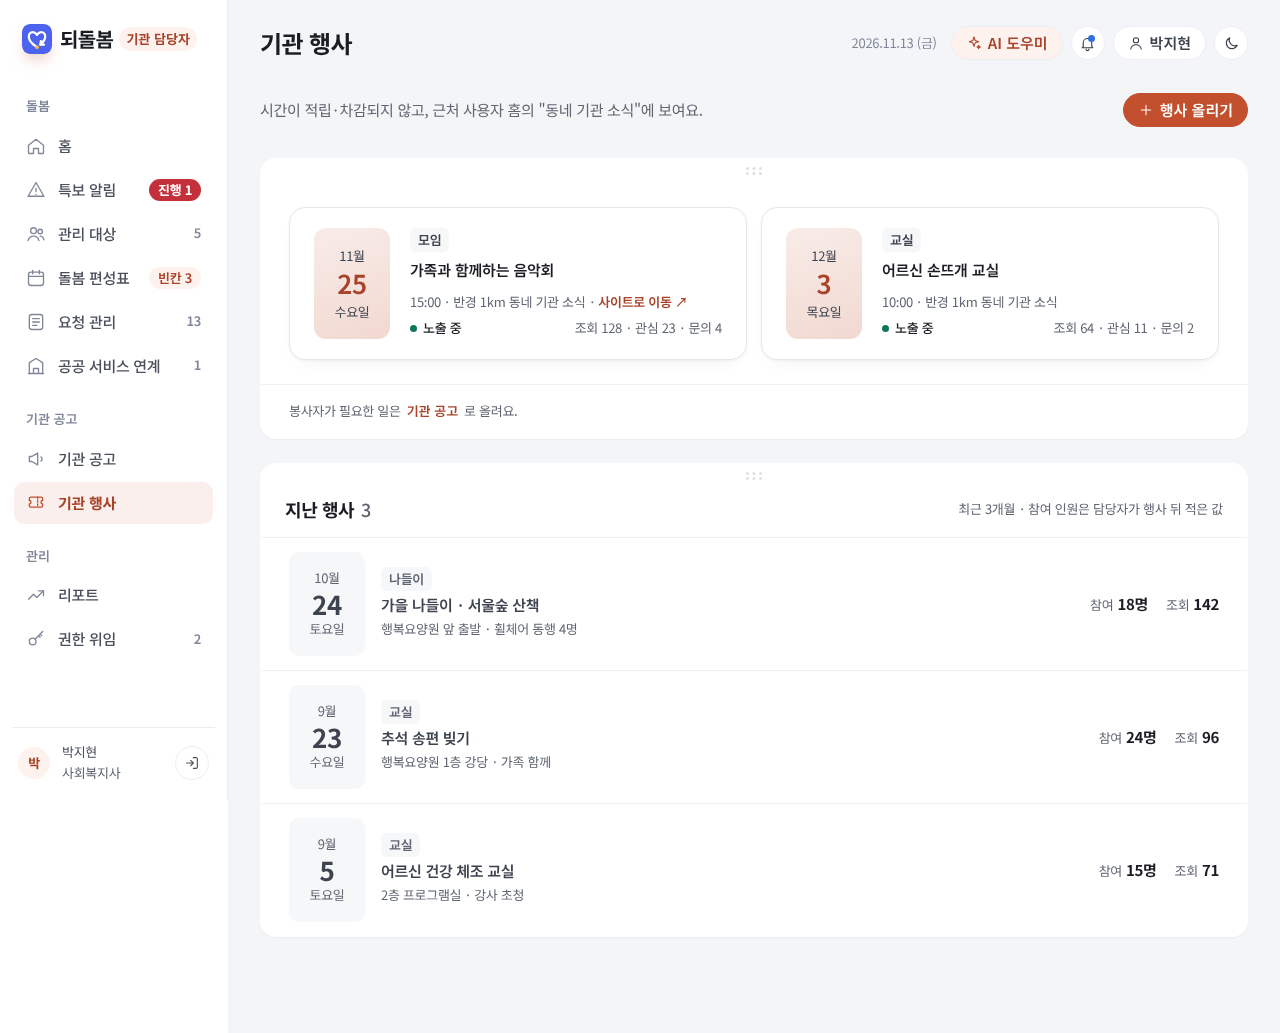 되돌봄 기관 담당자
돌봄
홈
특보 알림 진행 1
관리 대상 5
돌봄 편성표 빈칸 3
요청 관리 13
공공 서비스 연계 1
기관 공고
기관 공고
기관 행사
관리
리포트
권한 위임 2
박 박지현
사회복지사
기관 행사
2026.11.13 (금) AI 도우미 박지현
시간이 적립·차감되지 않고, 근처 사용자 홈의 "동네 기관 소식"에 보여요.
+ 행사 올리기
11월
25
수요일
모임
가족과 함께하는 음악회
15:00 · 반경 1km 동네 기관 소식 · 사이트로 이동 ↗
노출 중 조회 128 · 관심 23 · 문의 4
12월
3
목요일
교실
어르신 손뜨개 교실
10:00 · 반경 1km 동네 기관 소식
노출 중 조회 64 · 관심 11 · 문의 2
봉사자가 필요한 일은 기관 공고 로 올려요.
지난 행사 3
최근 3개월 · 참여 인원은 담당자가 행사 뒤 적은 값
10월
24
토요일
나들이
가을 나들이 · 서울숲 산책
행복요양원 앞 출발 · 휠체어 동행 4명
참여 18명 조회 142
9월
23
수요일
교실
추석 송편 빚기
행복요양원 1층 강당 · 가족 함께
참여 24명 조회 96
9월
5
토요일
교실
어르신 건강 체조 교실
2층 프로그램실 · 강사 초청
참여 15명 조회 71